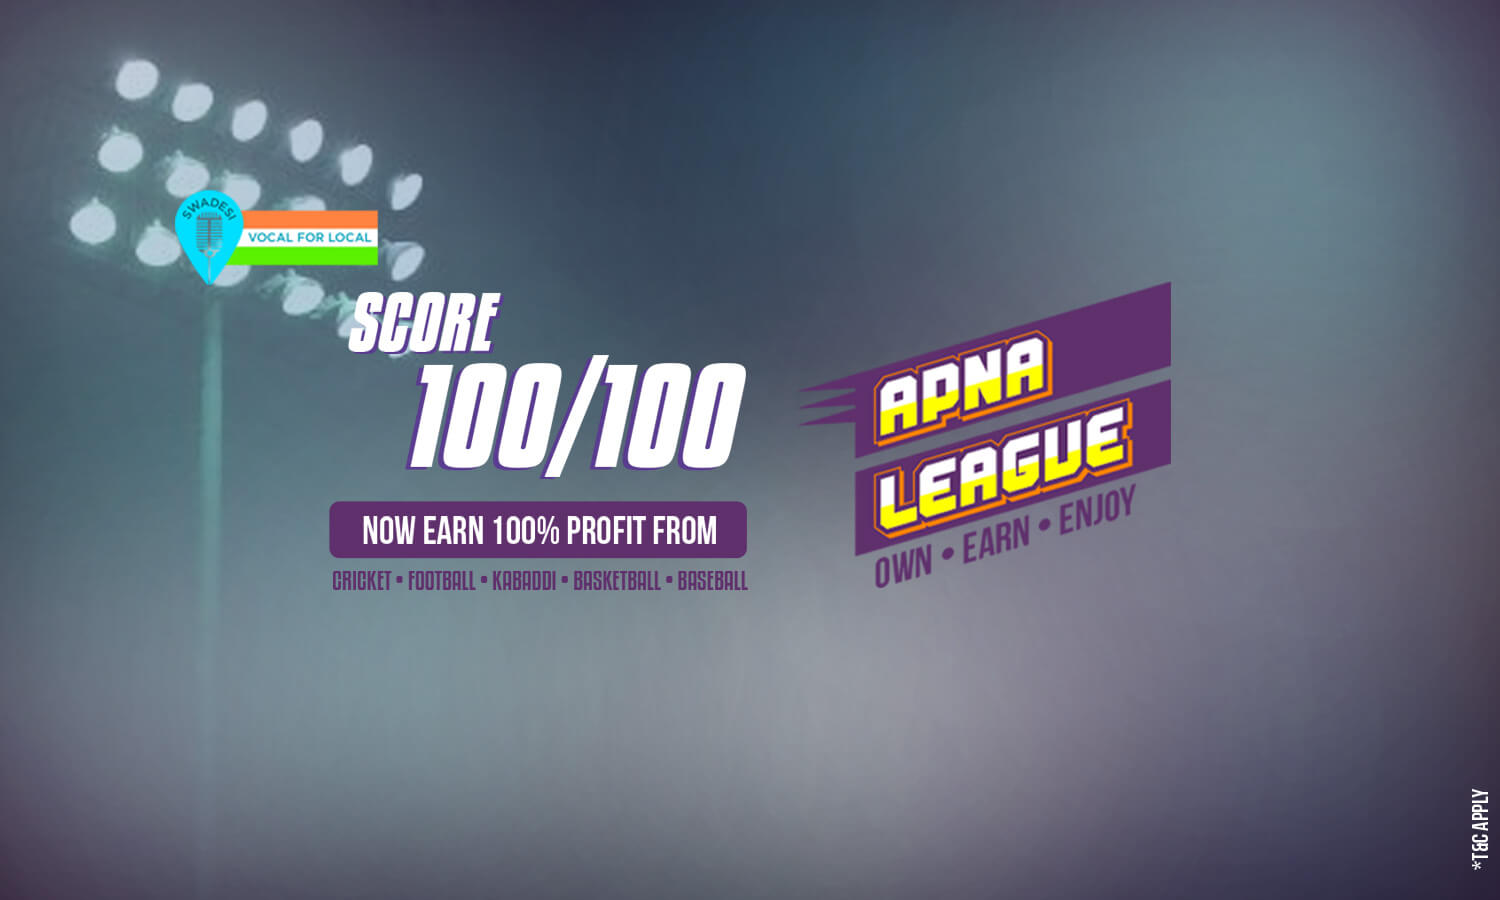 SWADESI
VOCAL FOR LOCAL
SCORE
100/100
NOW EARN 100% PROFIT FROM
CRICKET • FOOTBALL • KABADDI • BASKETBALL • BASEBALL
APNA
LEAGUE
OWN • EARN • ENJOY
*T&C APPLY